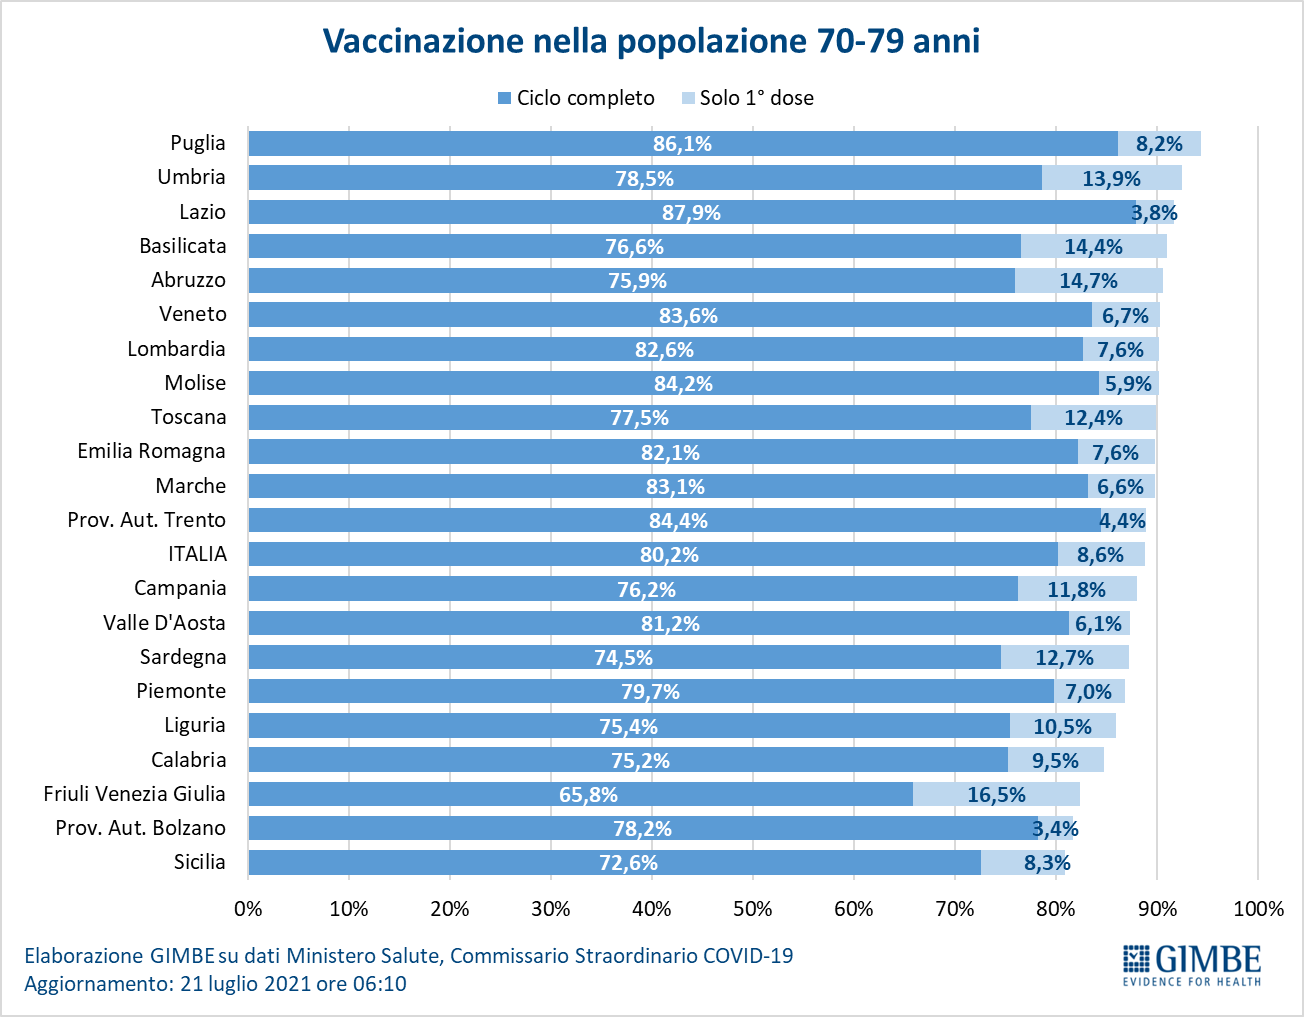 Vaccinazione nella popolazione 70-79 anni
Ciclo completo Solo 1° dose
Puglia 86,1% 8,2%
Umbria 78,5% 13,9%
Lazio 87,9% 3,8%
Basilicata 76,6% 14,4%
Abruzzo 75,9% 14,7%
Veneto 83,6% 6,7%
Lombardia 82,6% 7,6%
Molise 84,2% 5,9%
Toscana 77,5% 12,4%
Emilia Romagna 82,1% 7,6%
Marche 83,1% 6,6%
Prov. Aut. Trento 84,4% 4,4%
ITALIA 80,2% 8,6%
Campania 76,2% 11,8%
Valle D'Aosta 81,2% 6,1%
Sardegna 74,5% 12,7%
Piemonte 79,7% 7,0%
Liguria 75,4% 10,5%
Calabria 75,2% 9,5%
Friuli Venezia Giulia 65,8% 16,5%
Prov. Aut. Bolzano 78,2% 3,4%
Sicilia 72,6% 8,3%
0% 10% 20% 30% 40% 50% 60% 70% 80% 90% 100%
Elaborazione GIMBE su dati Ministero Salute, Commissario Straordinario COVID-19
Aggiornamento: 21 luglio 2021 ore 06:10
GIMBE
EVIDENCE FOR HEALTH